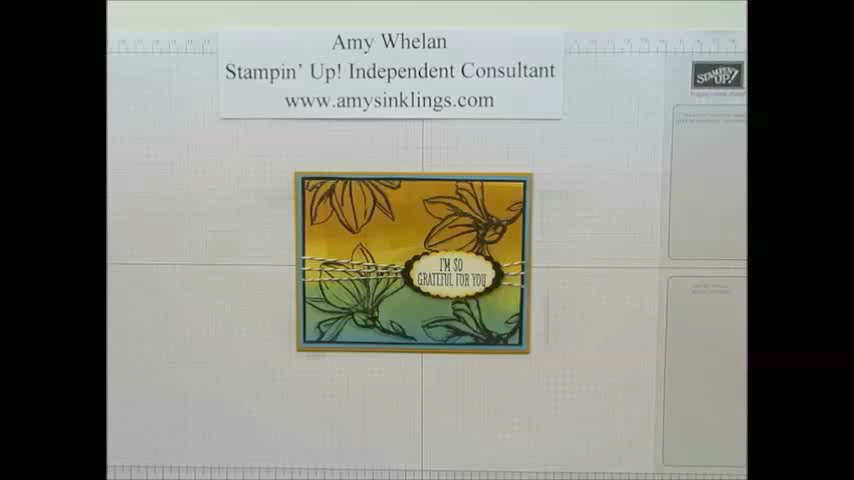 Amy Whelan
Stampin' Up! Independent Consultant
www.amysinklings.com
STAMPIN'
UP!
I'M SO
GRATEFUL FOR YOU